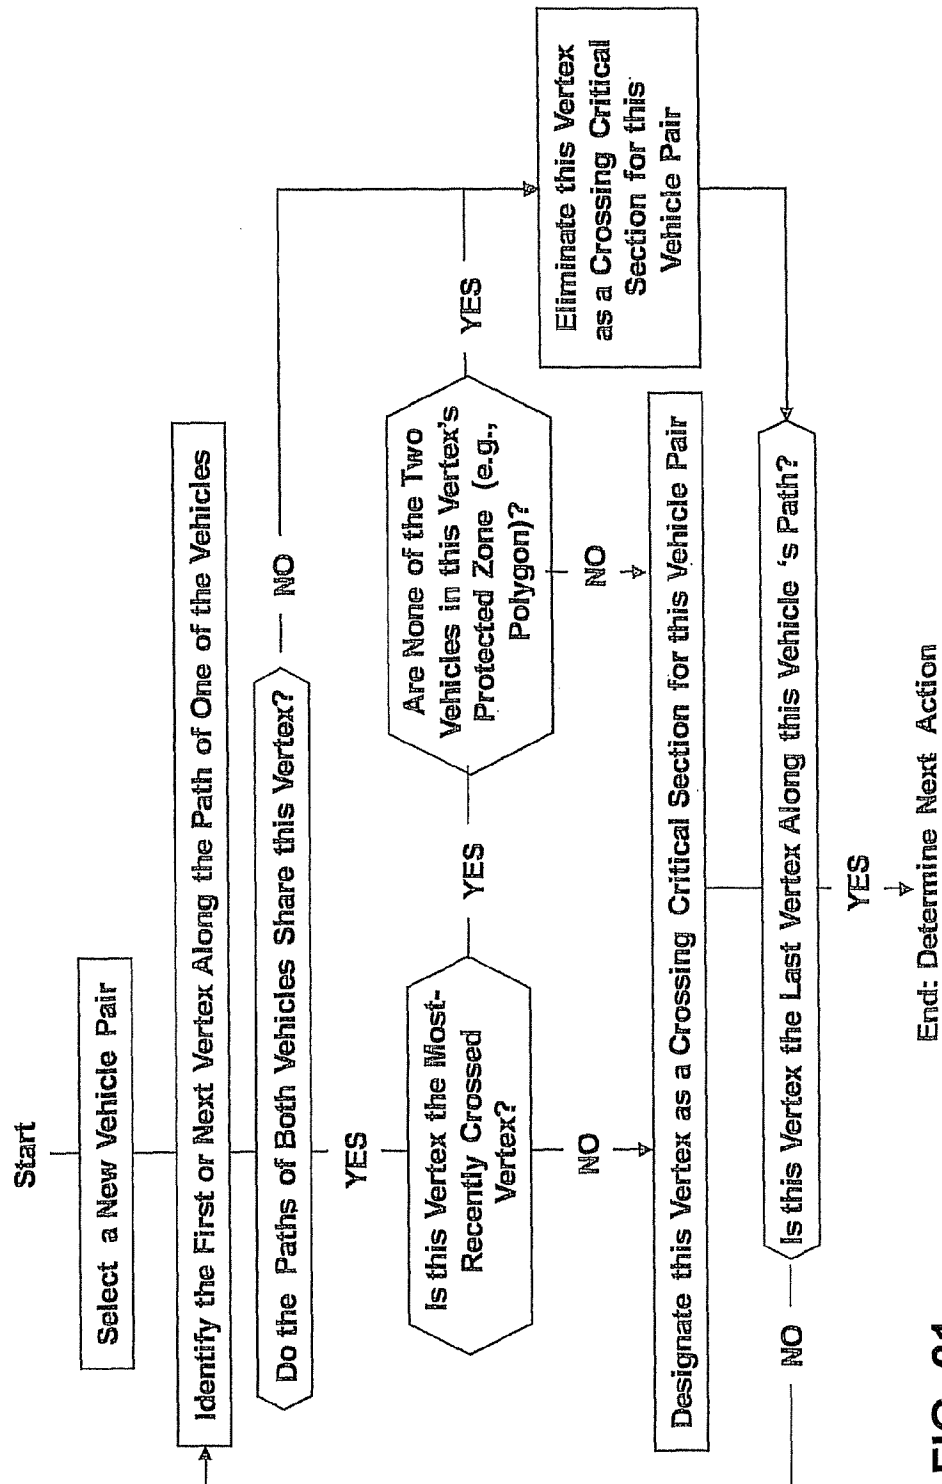 Start
Select a New Vehicle Pair
Identify the First or Next Vertex Along the Path of One of the Vehicles
Do the Paths of Both Vehicles Share this Vertex?
NO
YES
Is this Vertex the Most-
Recently Crossed
Vertex?
YES
Are None of the Two
Vehicles in this Vertex's
Protected Zone (e.g.,
Polygon)?
YES
Eliminate this Vertex
as a Crossing Critical
Section for this
Vehicle Pair
NO
NO
Designate this Vertex as a Crossing Critical Section for this Vehicle Pair
Is this Vertex the Last Vertex Along this Vehicle 's Path?
NO
YES
End: Determine Next Action